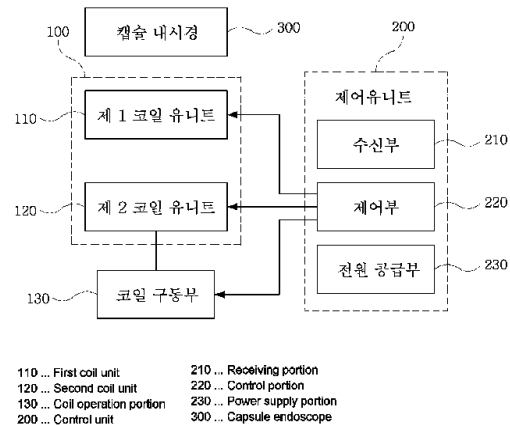 캡슐 내시경
300
100
200
제어유니트
110
제 1 코일 유니트
수신부
210
120
제 2 코일 유니트
제어부
220
130
코일 구동부
전원 공급부
230
110 ... First coil unit
120 ... Second coil unit
130 ... Coil operation portion
200 ... Control unit
210 ... Receiving portion
220 ... Control portion
230 ... Power supply portion
300 ... Capsule endoscope